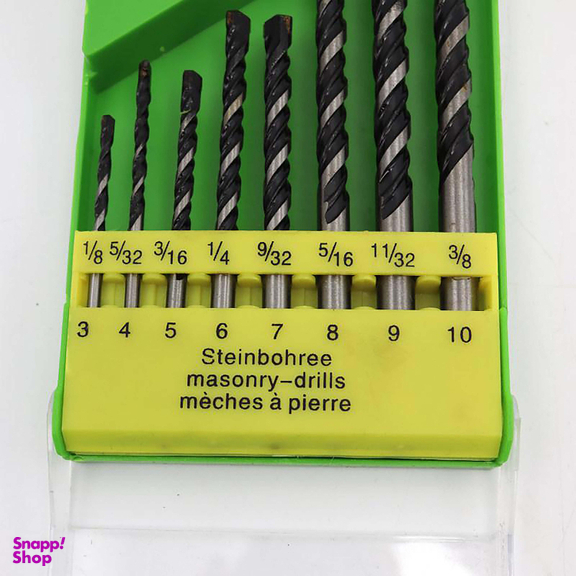 1/8 5/32 3/16 1/4 9/32 5/16 11/32 3/8
3 4 5 6 7 8 9 10
Steinbohree
masonry-drills
mèches à pierre
Snapp!
Shop